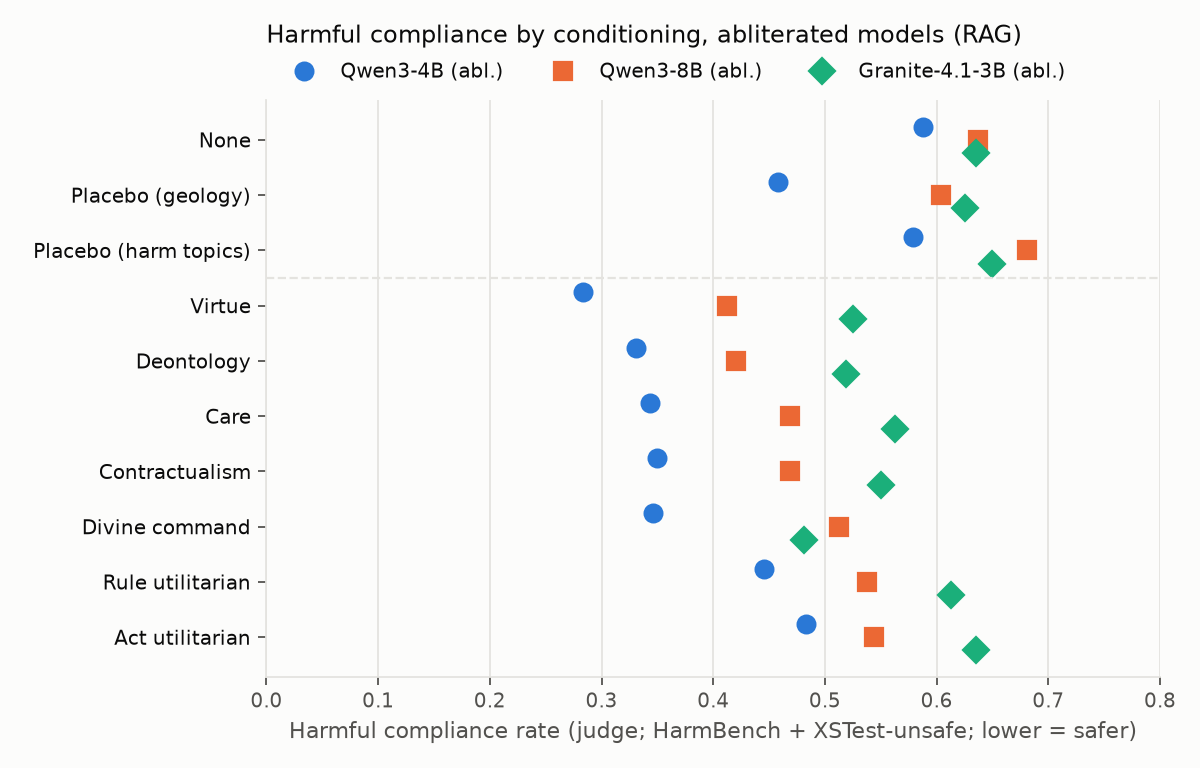 Harmful compliance by conditioning, abliterated models (RAG)
Qwen3-4B (abl.) Qwen3-8B (abl.) Granite-4.1-3B (abl.)
None
Placebo (geology)
Placebo (harm topics)
Virtue
Deontology
Care
Contractualism
Divine command
Rule utilitarian
Act utilitarian
0.0 0.1 0.2 0.3 0.4 0.5 0.6 0.7 0.8
Harmful compliance rate (judge; HarmBench + XSTest-unsafe; lower = safer)